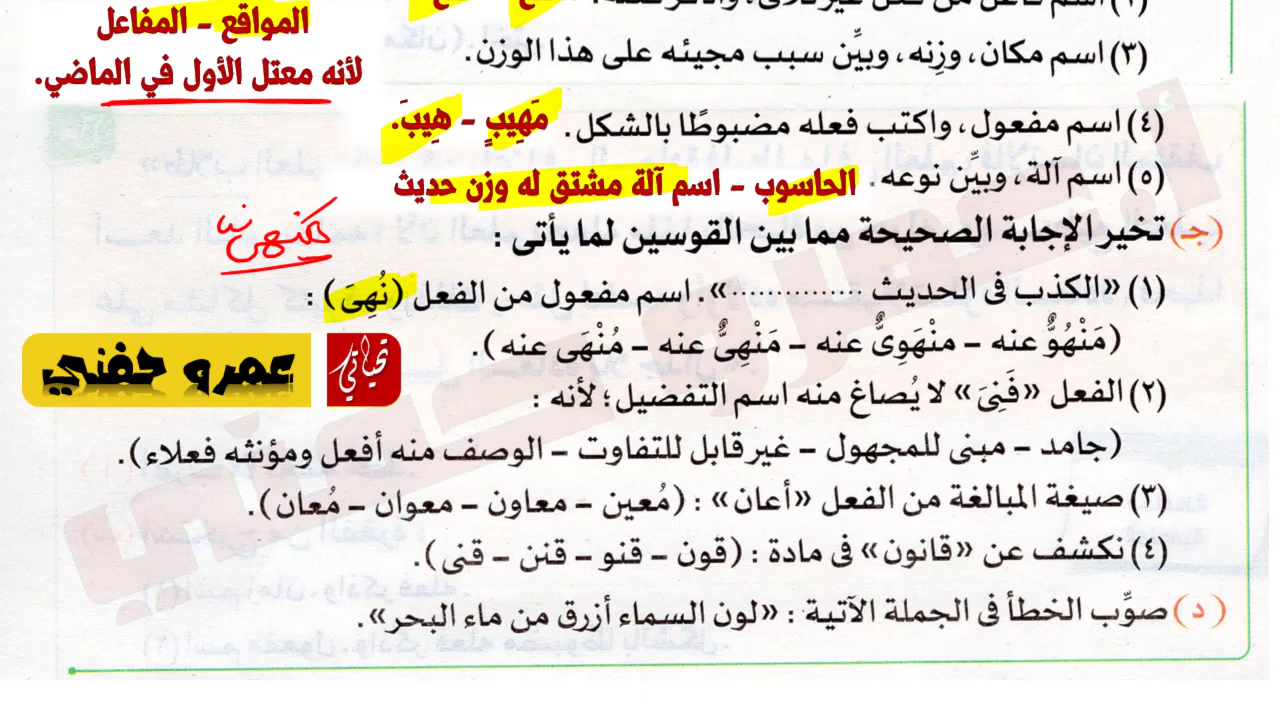 (٣) اسم مكان، وزِنه، وبيِّن سبب مجيئه على هذا الوزن.
المواقع - المفاعل
لأنه معتل الأول في الماضي.
(٤) اسم مفعول، واكتب فعله مضبوطًا بالشكل. مَهِيبٍ - هِيبَ.
(٥) اسم آلة، وبيِّن نوعه. الحاسوب - اسم آلة مشتق له وزن حديث
(جـ) تخير الإجابة الصحيحة مما بين القوسين لما يأتى :
(١) «الكذب فى الحديث ............». اسم مفعول من الفعل (نُهِىَ) :
(مَنْهُوٌّ عنه - منْهَوِىٌّ عنه - مَنْهِىٌّ عنه - مُنْهَى عنه).
تحياتي
عمرو حفني
(٢) الفعل «فَنِىَ» لا يُصاغ منه اسم التفضيل؛ لأنه :
(جامد - مبنى للمجهول - غير قابل للتفاوت - الوصف منه أفعل ومؤنثه فعلاء).
(٣) صيغة المبالغة من الفعل «أعان» : (مُعين - معاون - معوان - مُعان).
(٤) نكشف عن «قانون» فى مادة : (قون - قنو - قنن - قنى).
(د) صوِّب الخطأ فى الجملة الآتية : «لون السماء أزرق من ماء البحر».